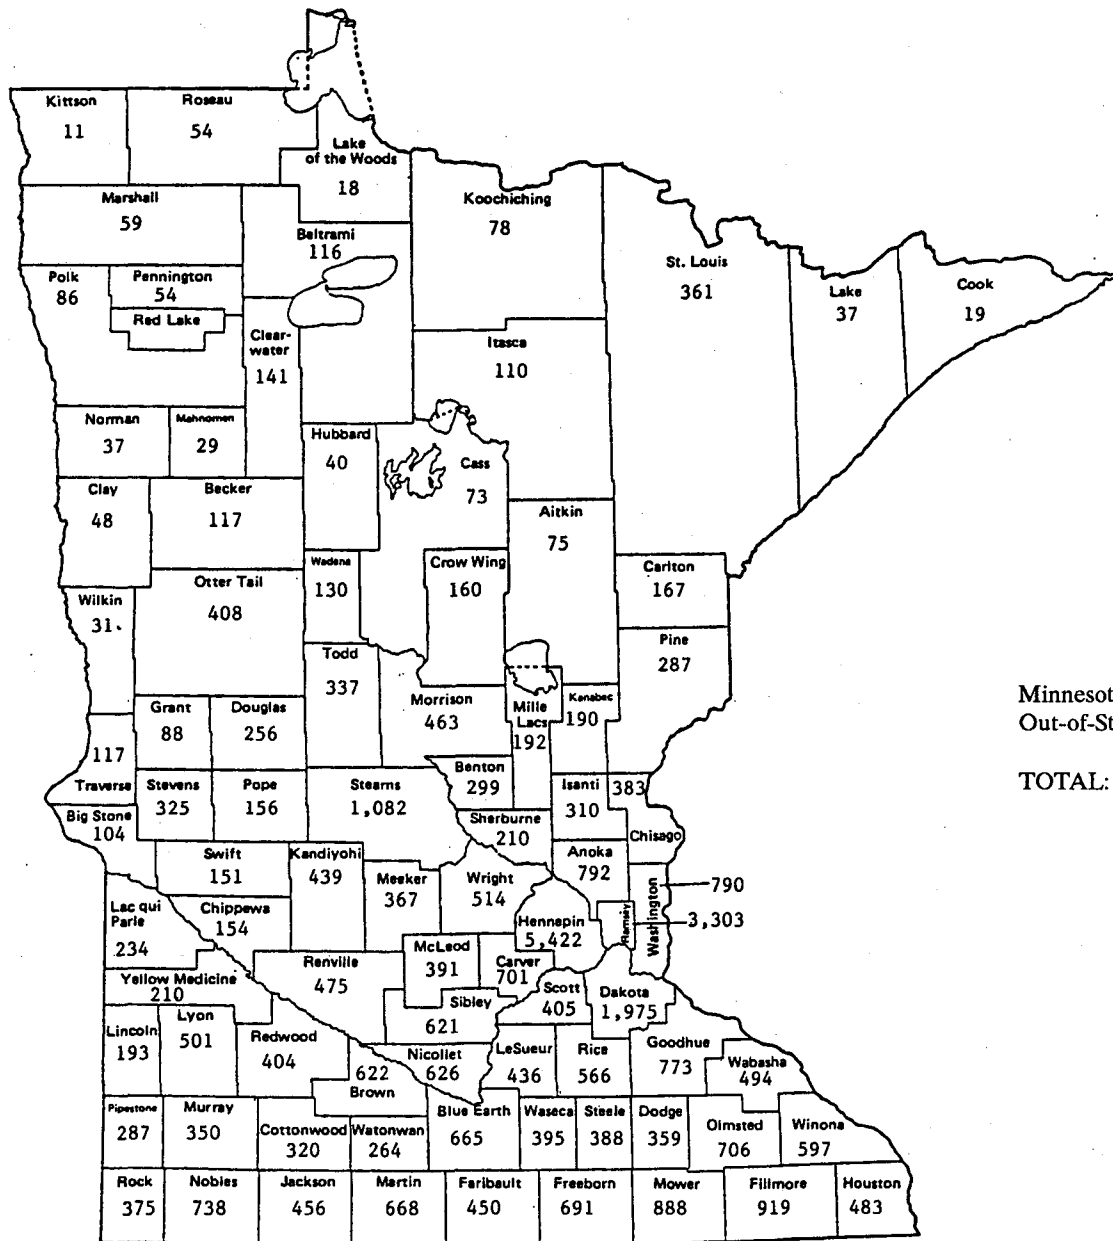 Kittson
11
Roseau
54
Lake
of the Woods
18
Koochiching
78
Marshall
59
Beltrami
116
St. Louis
361
Lake
37
Cook
19
Polk
86
Pennington
54
Red Lake
Clear-
water
141
Itasca
110
Norman
37
Mahnomen
29
Hubbard
40
Cass
73
Clay
48
Becker
117
Aitkin
75
Wadena
130
Crow Wing
160
Carlton
167
Otter Tail
408
Wilkin
31
Pine
287
Todd
337
Morrison
463
Mille
Lacs
192
Kanabec
190
Grant
88
Douglas
256
117
Traverse
Stevens
325
Pope
156
Stearns
1,082
Benton
299
Isanti
310
383
Chisago
Minnesot
Out-of-St
TOTAL:
Big Stone
104
Sherburne
210
Swift
151
Kandiyohi
439
Meeker
367
Wright
514
Anoka
792
Washington
790
Ramsey
3,303
Lac qui
Parle
234
Chippewa
154
Hennepin
5,422
McLeod
391
Carver
701
Renville
475
Yellow Medicine
210
Scott
405
Dakota
1,975
Sibley
621
Lincoln
193
Lyon
501
Redwood
404
Nicollet
626
622
Brown
LeSueur
436
Rice
566
Goodhue
773
Wabasha
494
Pipestone
287
Murray
350
Cottonwood
320
Watonwan
264
Blue Earth
665
Waseca
395
Steele
388
Dodge
359
Olmsted
706
Winona
597
Rock
375
Nobles
738
Jackson
456
Martin
668
Faribault
450
Freeborn
691
Mower
888
Fillmore
919
Houston
483